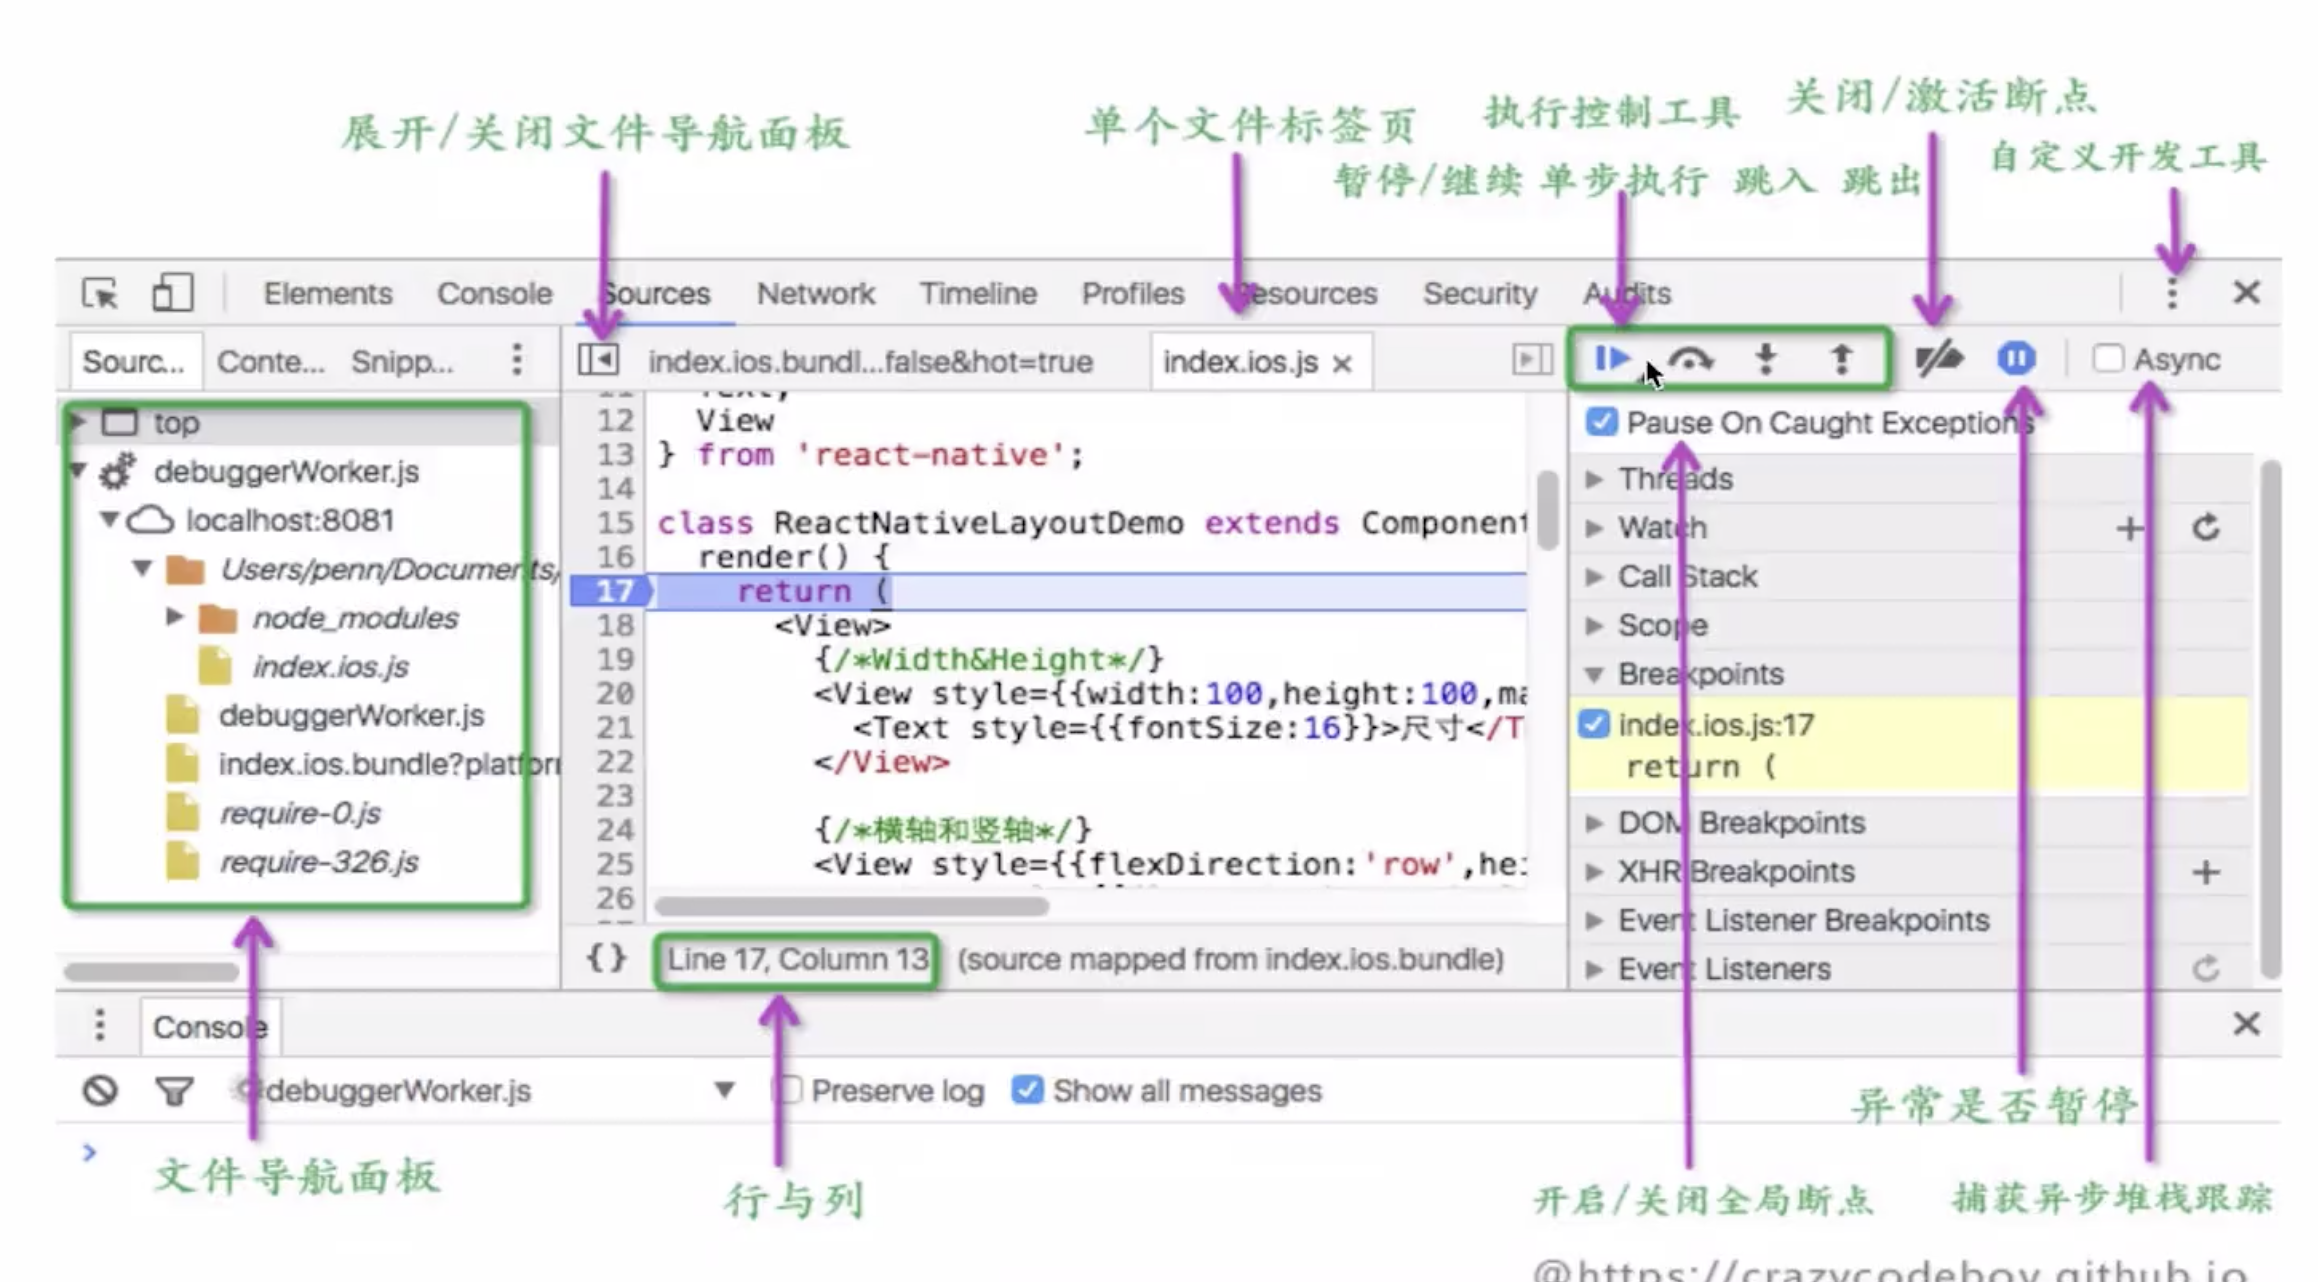 关闭/激活断点
执行控制工具
展开/关闭文件导航面板
单个文件标签页
自定义开发工具
暂停/继续 单步执行 跳入 跳出
Elements Console Sources Network Timeline Profiles Resources Security Audits
Sourc... Conte... Snipp...
index.ios.bundl...false&hot=true index.ios.js ×
Async
top
debuggerWorker.js
localhost:8081
Users/penn/Documents/
node_modules
index.ios.js
debuggerWorker.js
index.ios.bundle?platfor
require-0.js
require-326.js
12 View
13 } from 'react-native';
14
15 class ReactNativeLayoutDemo extends Component
16 render() {
17 return (
18 <View>
19 {/*Width&Height*/}
20 <View style={{width:100,height:100,ma
21 <Text style={{fontSize:16}}>尺寸</T
22 </View>
23
24 {/*横轴和竖轴*/}
25 <View style={{flexDirection:'row',hei
26
{} Line 17, Column 13 (source mapped from index.ios.bundle)
Pause On Caught Exceptions
Threads
Watch
Call Stack
Scope
Breakpoints
index.ios.js:17
return (
DOM Breakpoints
XHR Breakpoints
Event Listener Breakpoints
Event Listeners
Console
debuggerWorker.js Preserve log Show all messages
>
异常是否暂停
文件导航面板
行与列
开启/关闭全局断点
捕获异步堆栈跟踪
@https://crazycodeboy.github.io